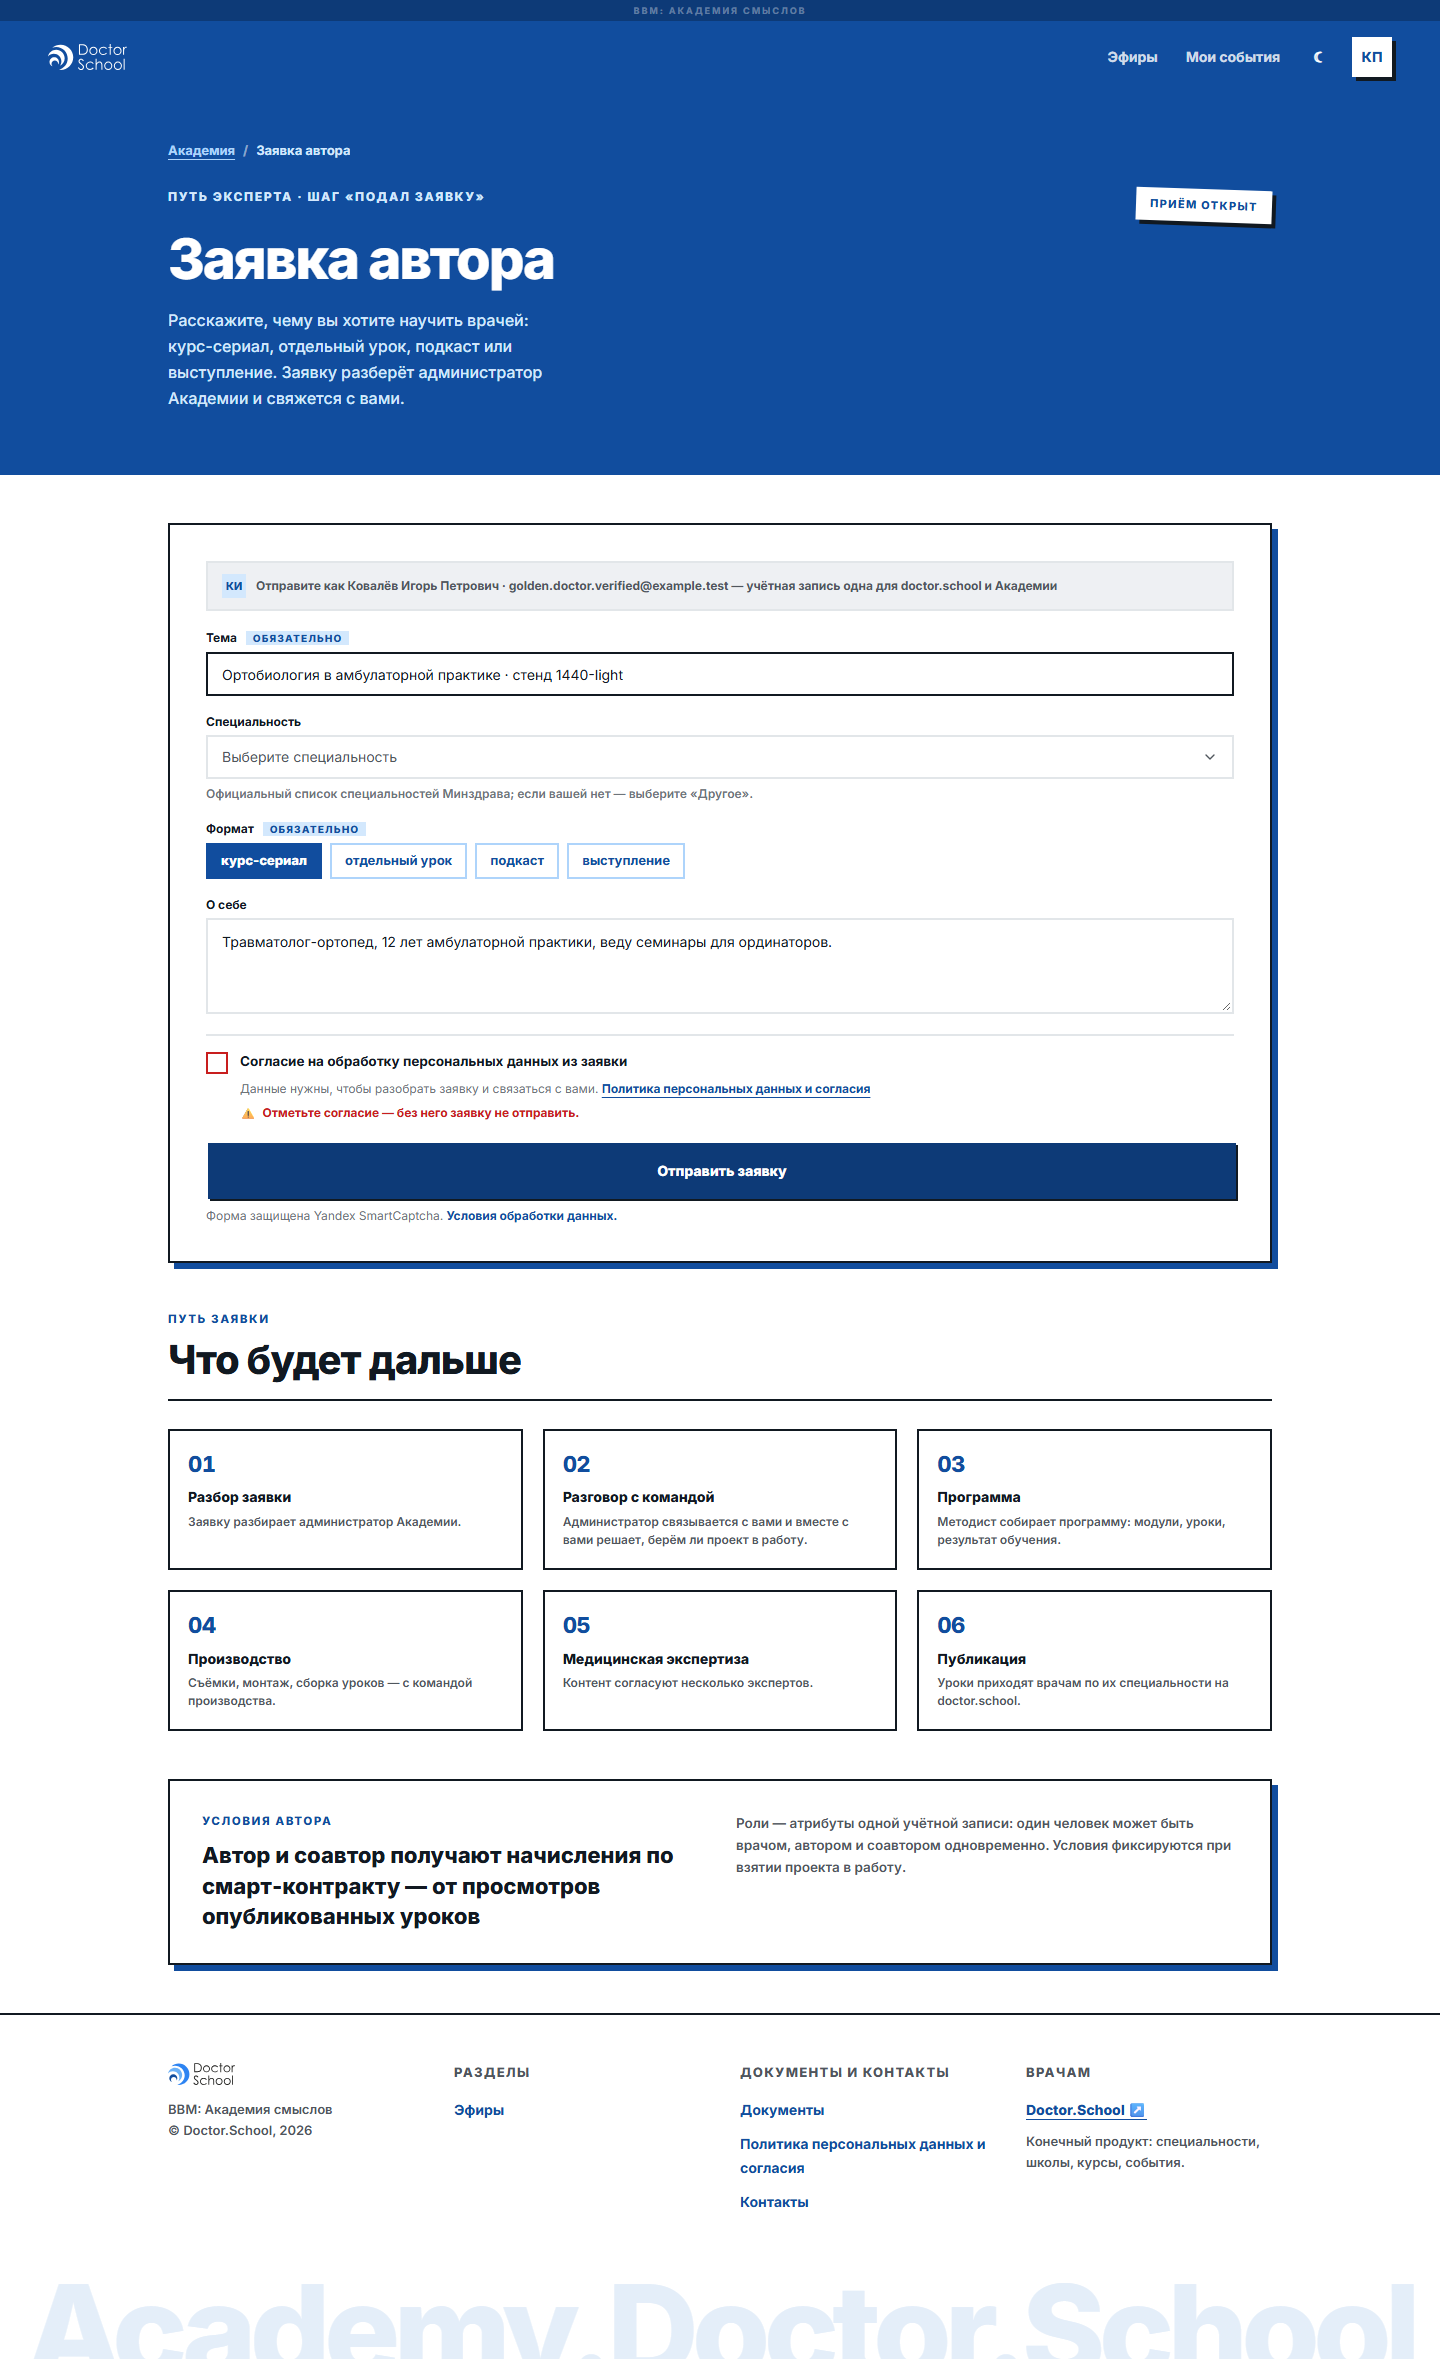 ВВМ: АКАДЕМИЯ СМЫСЛОВ
Doctor
School
Эфиры
Мои события
КП
Академия / Заявка автора
ПУТЬ ЭКСПЕРТА · ШАГ «ПОДАЛ ЗАЯВКУ»
ПРИЁМ ОТКРЫТ
Заявка автора
Расскажите, чему вы хотите научить врачей:
курс-сериал, отдельный урок, подкаст или
выступление. Заявку разберёт администратор
Академии и свяжется с вами.
КИ Отправите как Ковалёв Игорь Петрович · golden.doctor.verified@example.test — учётная запись одна для doctor.school и Академии
Тема ОБЯЗАТЕЛЬНО
Ортобиология в амбулаторной практике · стенд 1440-light
Специальность
Выберите специальность
Официальный список специальностей Минздрава; если вашей нет — выберите «Другое».
Формат ОБЯЗАТЕЛЬНО
курс-сериал
отдельный урок
подкаст
выступление
О себе
Травматолог-ортопед, 12 лет амбулаторной практики, веду семинары для ординаторов.
Согласие на обработку персональных данных из заявки
Данные нужны, чтобы разобрать заявку и связаться с вами. Политика персональных данных и согласия
Отметьте согласие — без него заявку не отправить.
Отправить заявку
Форма защищена Yandex SmartCaptcha. Условия обработки данных.
ПУТЬ ЗАЯВКИ
Что будет дальше
01
Разбор заявки
Заявку разбирает администратор Академии.
02
Разговор с командой
Администратор связывается с вами и вместе с
вами решает, берём ли проект в работу.
03
Программа
Методист собирает программу: модули, уроки,
результат обучения.
04
Производство
Съёмки, монтаж, сборка уроков — с командой
производства.
05
Медицинская экспертиза
Контент согласуют несколько экспертов.
06
Публикация
Уроки приходят врачам по их специальности на
doctor.school.
УСЛОВИЯ АВТОРА
Автор и соавтор получают начисления по
смарт-контракту — от просмотров
опубликованных уроков
Роли — атрибуты одной учётной записи: один человек может быть
врачом, автором и соавтором одновременно. Условия фиксируются при
взятии проекта в работу.
Doctor
School
ВВМ: Академия смыслов
© Doctor.School, 2026
РАЗДЕЛЫ
Эфиры
ДОКУМЕНТЫ И КОНТАКТЫ
Документы
Политика персональных данных и
согласия
Контакты
ВРАЧАМ
Doctor.School
Конечный продукт: специальности,
школы, курсы, события.
Academy.Doctor.School